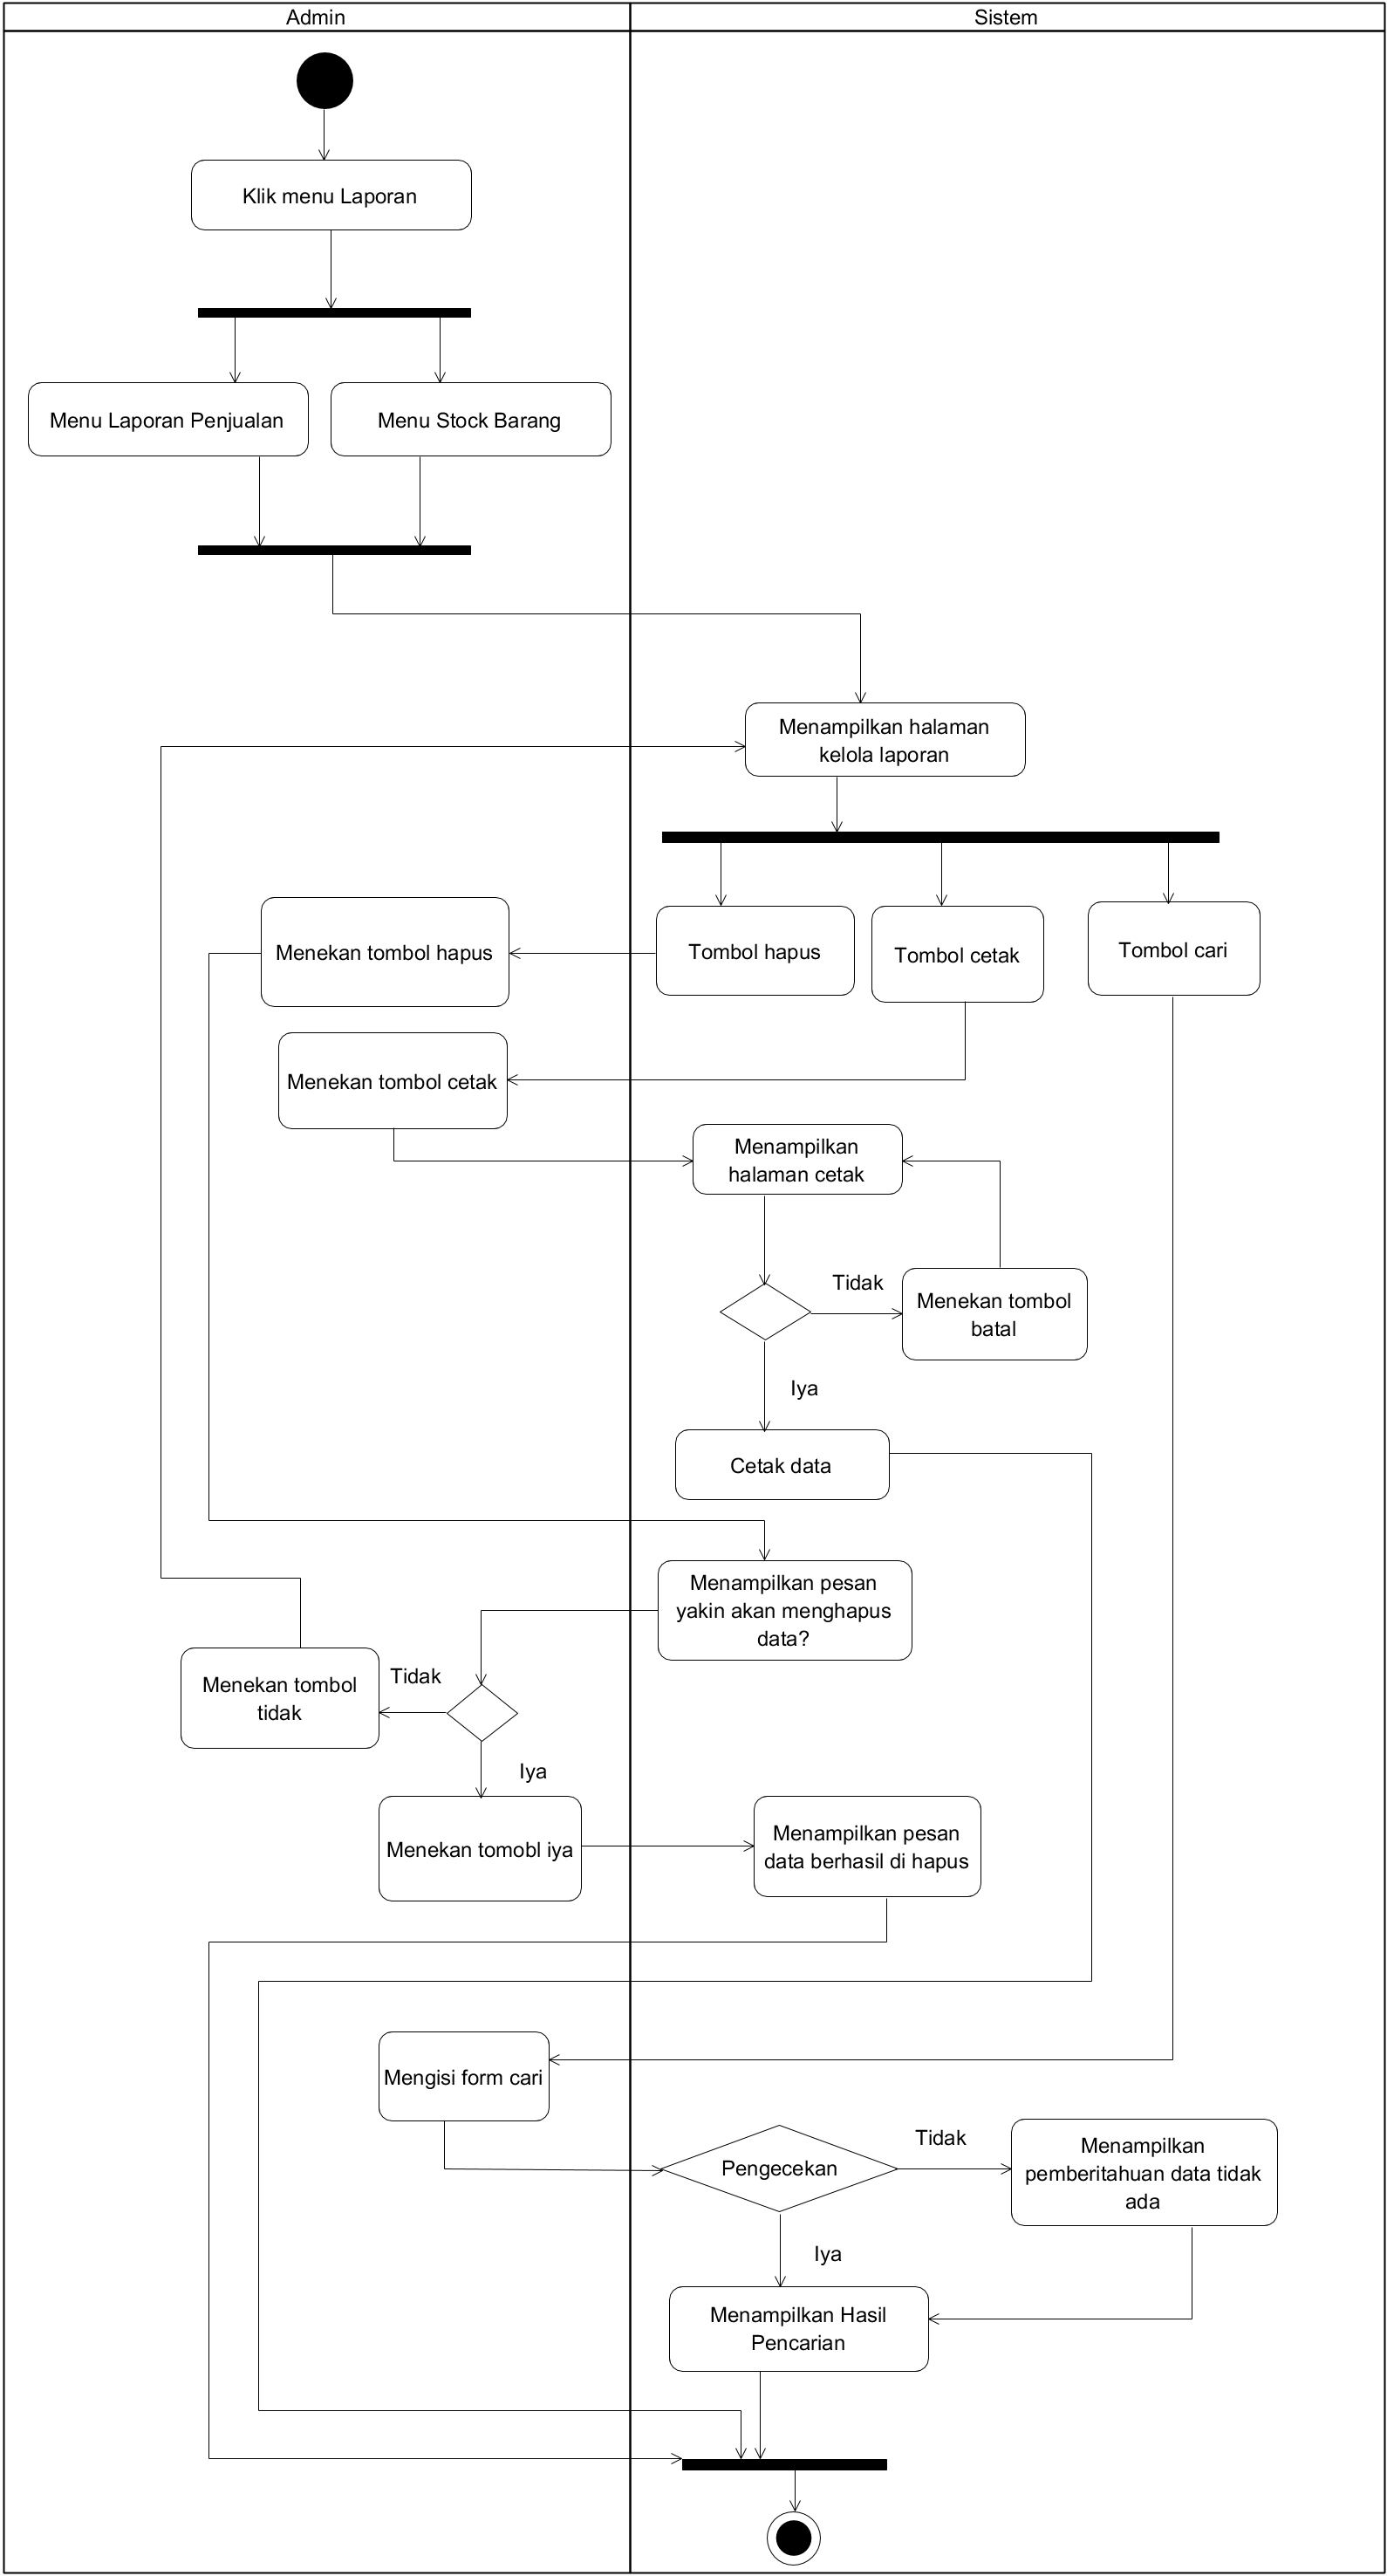 Admin
Sistem
Klik menu Laporan
Menu Laporan Penjualan
Menu Stock Barang
Menampilkan halaman
kelola laporan
Menekan tombol hapus
Tombol hapus
Tombol cetak
Tombol cari
Menekan tombol cetak
Menampilkan
halaman cetak
Tidak
Menekan tombol
batal
Iya
Cetak data
Menampilkan pesan
yakin akan menghapus
data?
Tidak
Menekan tombol
tidak
Iya
Menekan tomobl iya
Menampilkan pesan
data berhasil di hapus
Mengisi form cari
Pengecekan
Tidak
Menampilkan
pemberitahuan data tidak
ada
Iya
Menampilkan Hasil
Pencarian